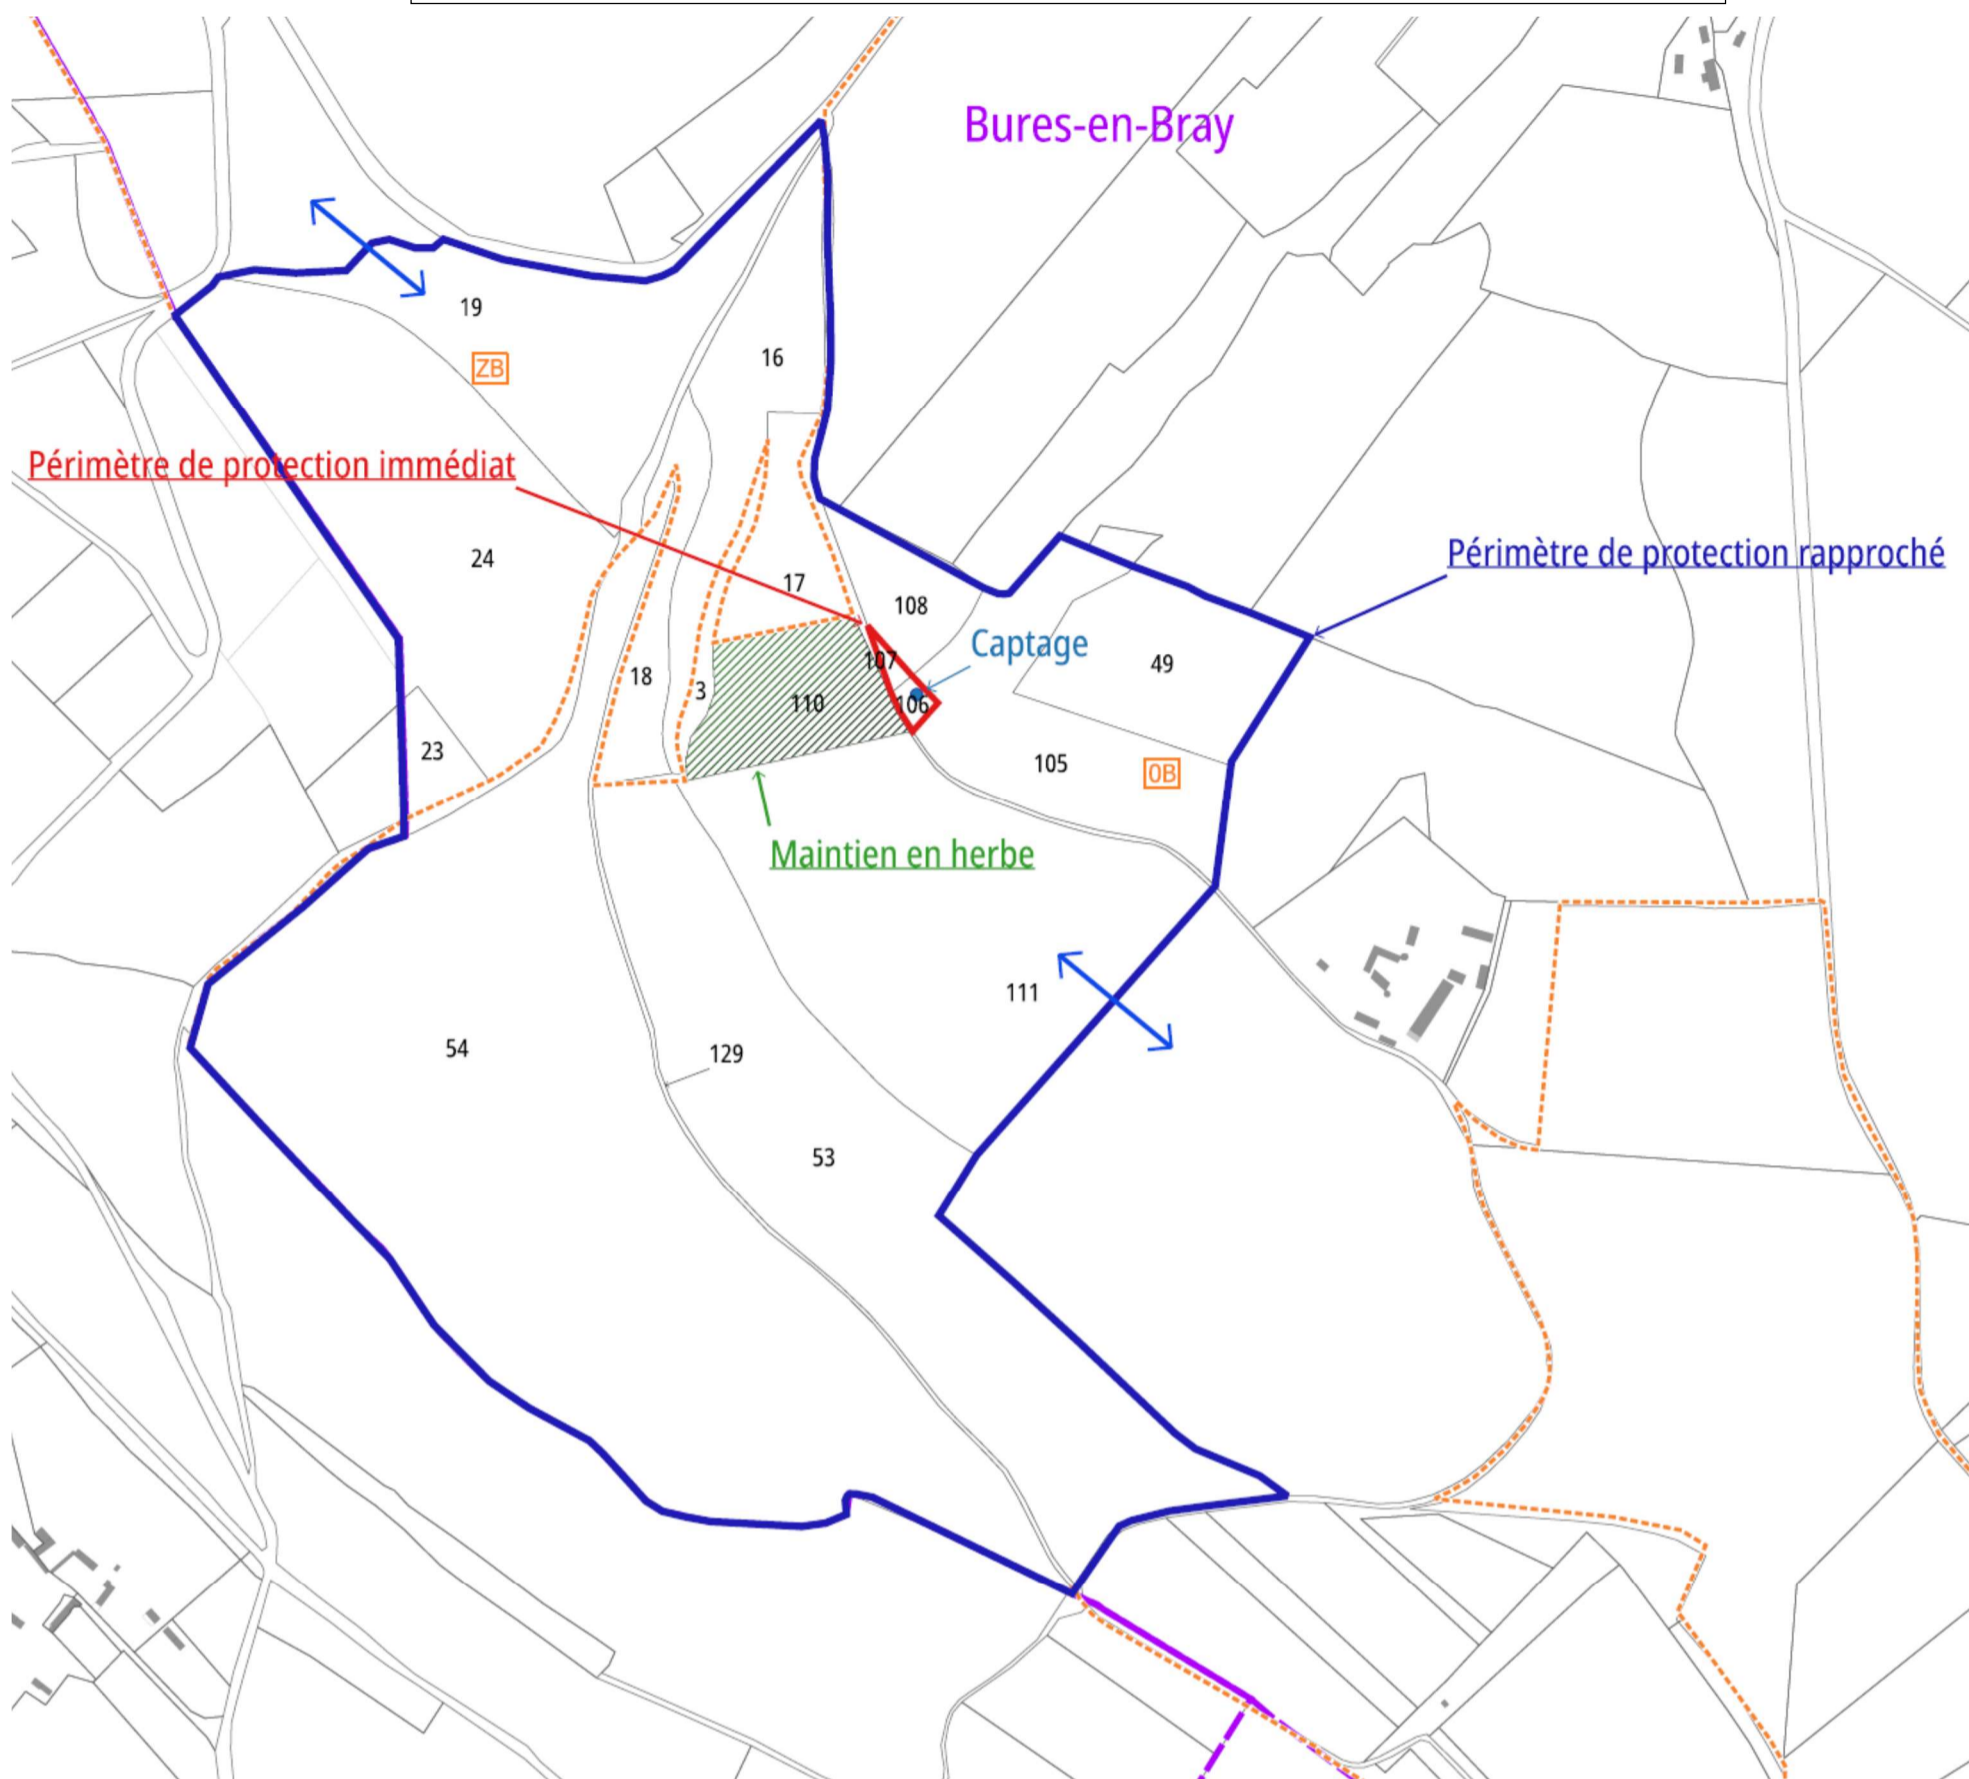 Bures-en-Bray
19
16
ZB
Périmètre de protection immédiat
24
Périmètre de protection rapproché
17
108
Captage
107
49
18
3
110
106
23
105
0B
Maintien en herbe
111
54
129
53